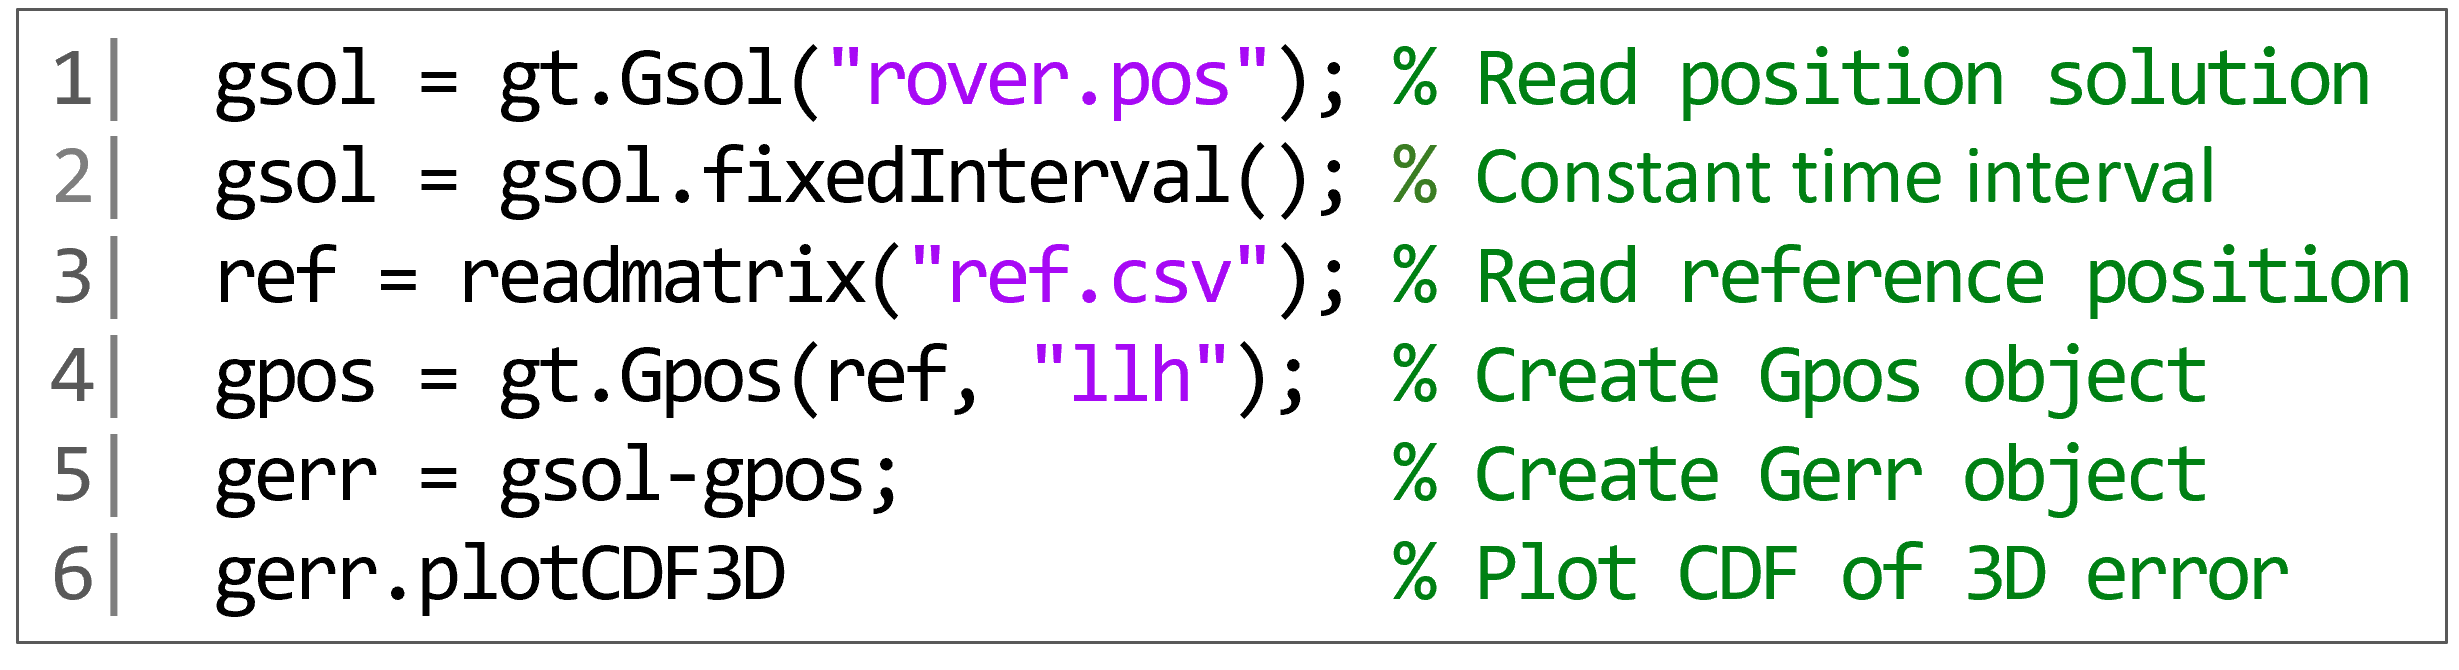 1| gsol = gt.Gsol("rover.pos"); % Read position solution
2| gsol = gsol.fixedInterval(); % Constant time interval
3| ref = readmatrix("ref.csv"); % Read reference position
4| gpos = gt.Gpos(ref, "llh"); % Create Gpos object
5| gerr = gsol-gpos; % Create Gerr object
6| gerr.plotCDF3D % Plot CDF of 3D error